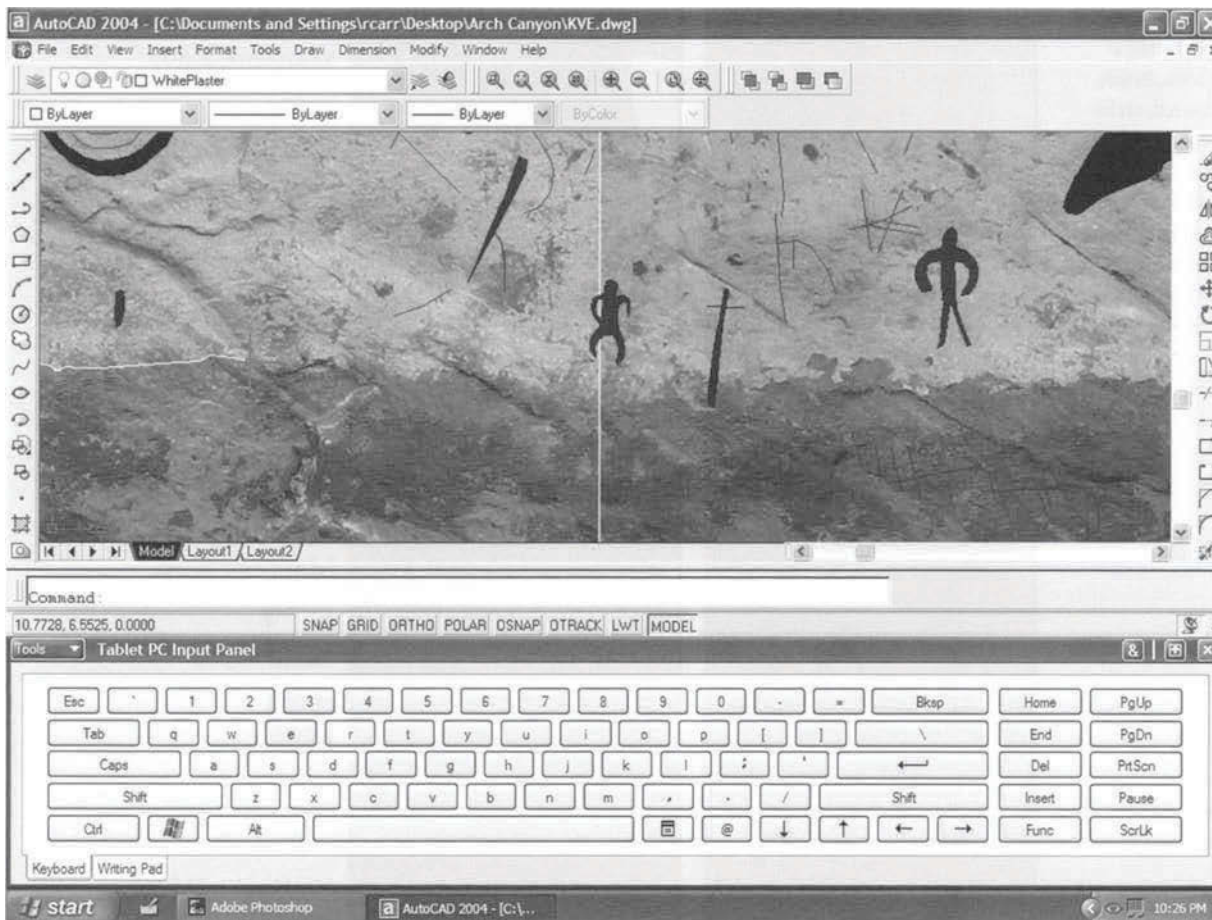 AutoCAD 2004 - [C:\Documents and Settings\rcarr\Desktop\Arch Canyon\KVE.dwg]
File Edit View Insert Format Tools Draw Dimension Modify Window Help
WhitePlaster
ByLayer ByLayer ByLayer ByColor
Model Layout1 Layout2
Command:
10.7728, 6.5525, 0.0000 SNAP GRID ORTHO POLAR OSNAP OTRACK LWT MODEL
Tools Tablet PC Input Panel &
Esc ` 1 2 3 4 5 6 7 8 9 0 - = Bksp Home PgUp
Tab q w e r t y u i o p [ ] \ End PgDn
Caps a s d f g h j k l ; ' Del PrtScn
Shift z x c v b n m , . / Shift Insert Pause
Ctrl Alt @ ↓ ↑ ← → Func ScrLk
Keyboard Writing Pad
start Adobe Photoshop AutoCAD 2004 - [C:\... 10:26 PM